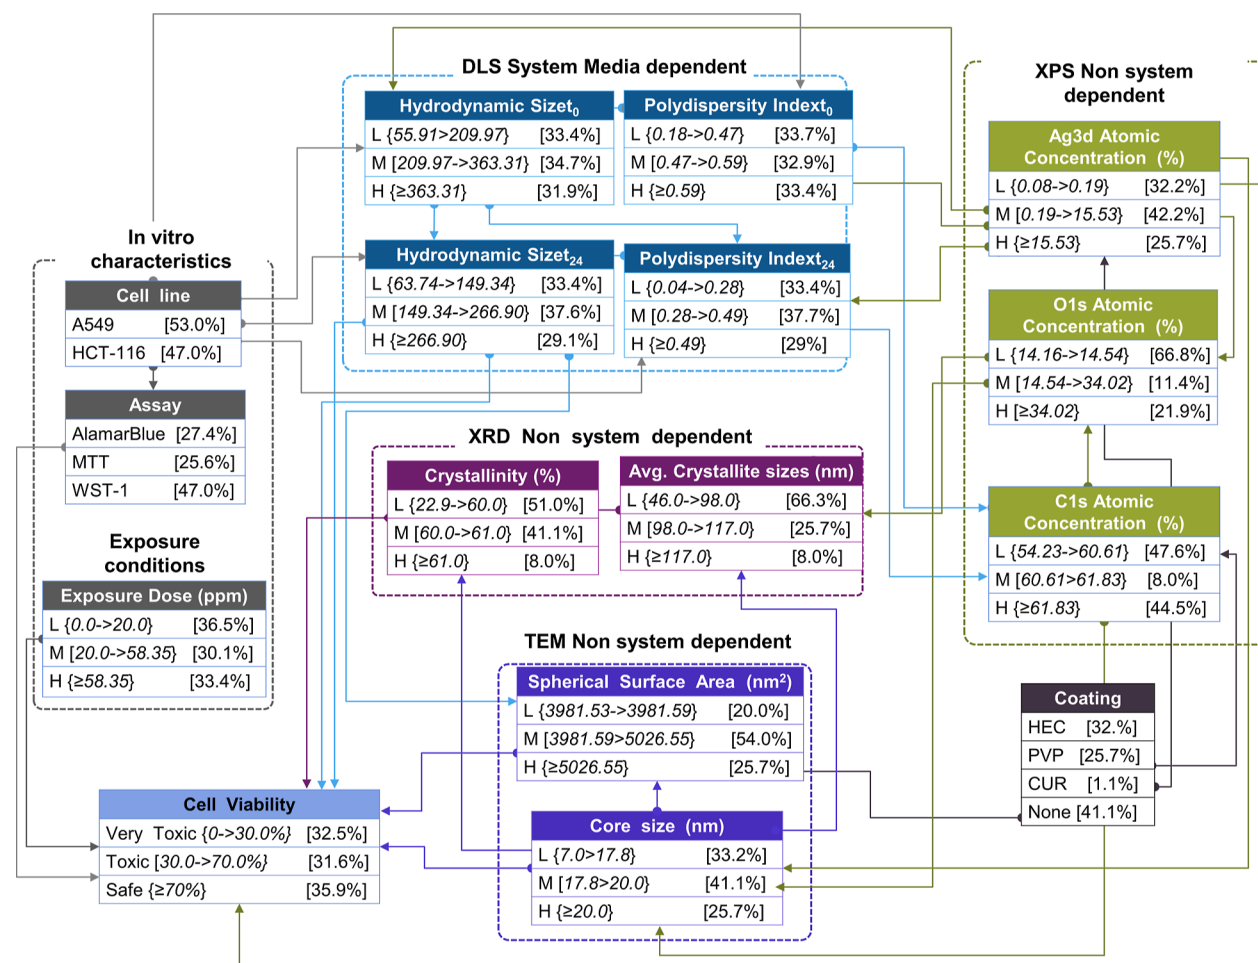 DLS System Media dependent
Hydrodynamic Sizet0
L {55.91>209.97} [33.4%]
M [209.97->363.31} [34.7%]
H {≥363.31} [31.9%]
Polydispersity Indext0
L {0.18->0.47} [33.7%]
M [0.47->0.59} [32.9%]
H {≥0.59} [33.4%]
Hydrodynamic Sizet24
L {63.74->149.34} [33.4%]
M [149.34->266.90} [37.6%]
H {≥266.90} [29.1%]
Polydispersity Indext24
L {0.04->0.28} [33.4%]
M [0.28->0.49} [37.7%]
H {≥0.49} [29%]
XPS Non system
dependent
Ag3d Atomic
Concentration (%)
L {0.08->0.19} [32.2%]
M [0.19->15.53} [42.2%]
H {≥15.53} [25.7%]
O1s Atomic
Concentration (%)
L {14.16->14.54} [66.8%]
M [14.54->34.02} [11.4%]
H [≥34.02} [21.9%]
C1s Atomic
Concentration (%)
L {54.23->60.61} [47.6%]
M [60.61>61.83} [8.0%]
H {≥61.83} [44.5%]
In vitro
characteristics
Cell line
A549 [53.0%]
HCT-116 [47.0%]
Assay
AlamarBlue [27.4%]
MTT [25.6%]
WST-1 [47.0%]
Exposure
conditions
Exposure Dose (ppm)
L {0.0->20.0} [36.5%]
M [20.0->58.35} [30.1%]
H {≥58.35} [33.4%]
XRD Non system dependent
Crystallinity (%)
L {22.9->60.0} [51.0%]
M [60.0->61.0} [41.1%]
H {≥61.0} [8.0%]
Avg. Crystallite sizes (nm)
L {46.0->98.0} [66.3%]
M [98.0->117.0} [25.7%]
H {≥117.0} [8.0%]
TEM Non system dependent
Spherical Surface Area (nm2)
L {3981.53->3981.59} [20.0%]
M [3981.59>5026.55} [54.0%]
H {≥5026.55} [25.7%]
Core size (nm)
L {7.0>17.8} [33.2%]
M [17.8>20.0} [41.1%]
H {≥20.0} [25.7%]
Coating
HEC [32.%]
PVP [25.7%]
CUR [1.1%]
None [41.1%]
Cell Viability
Very Toxic {0->30.0%} [32.5%]
Toxic [30.0->70.0%} [31.6%]
Safe {≥70%} [35.9%]